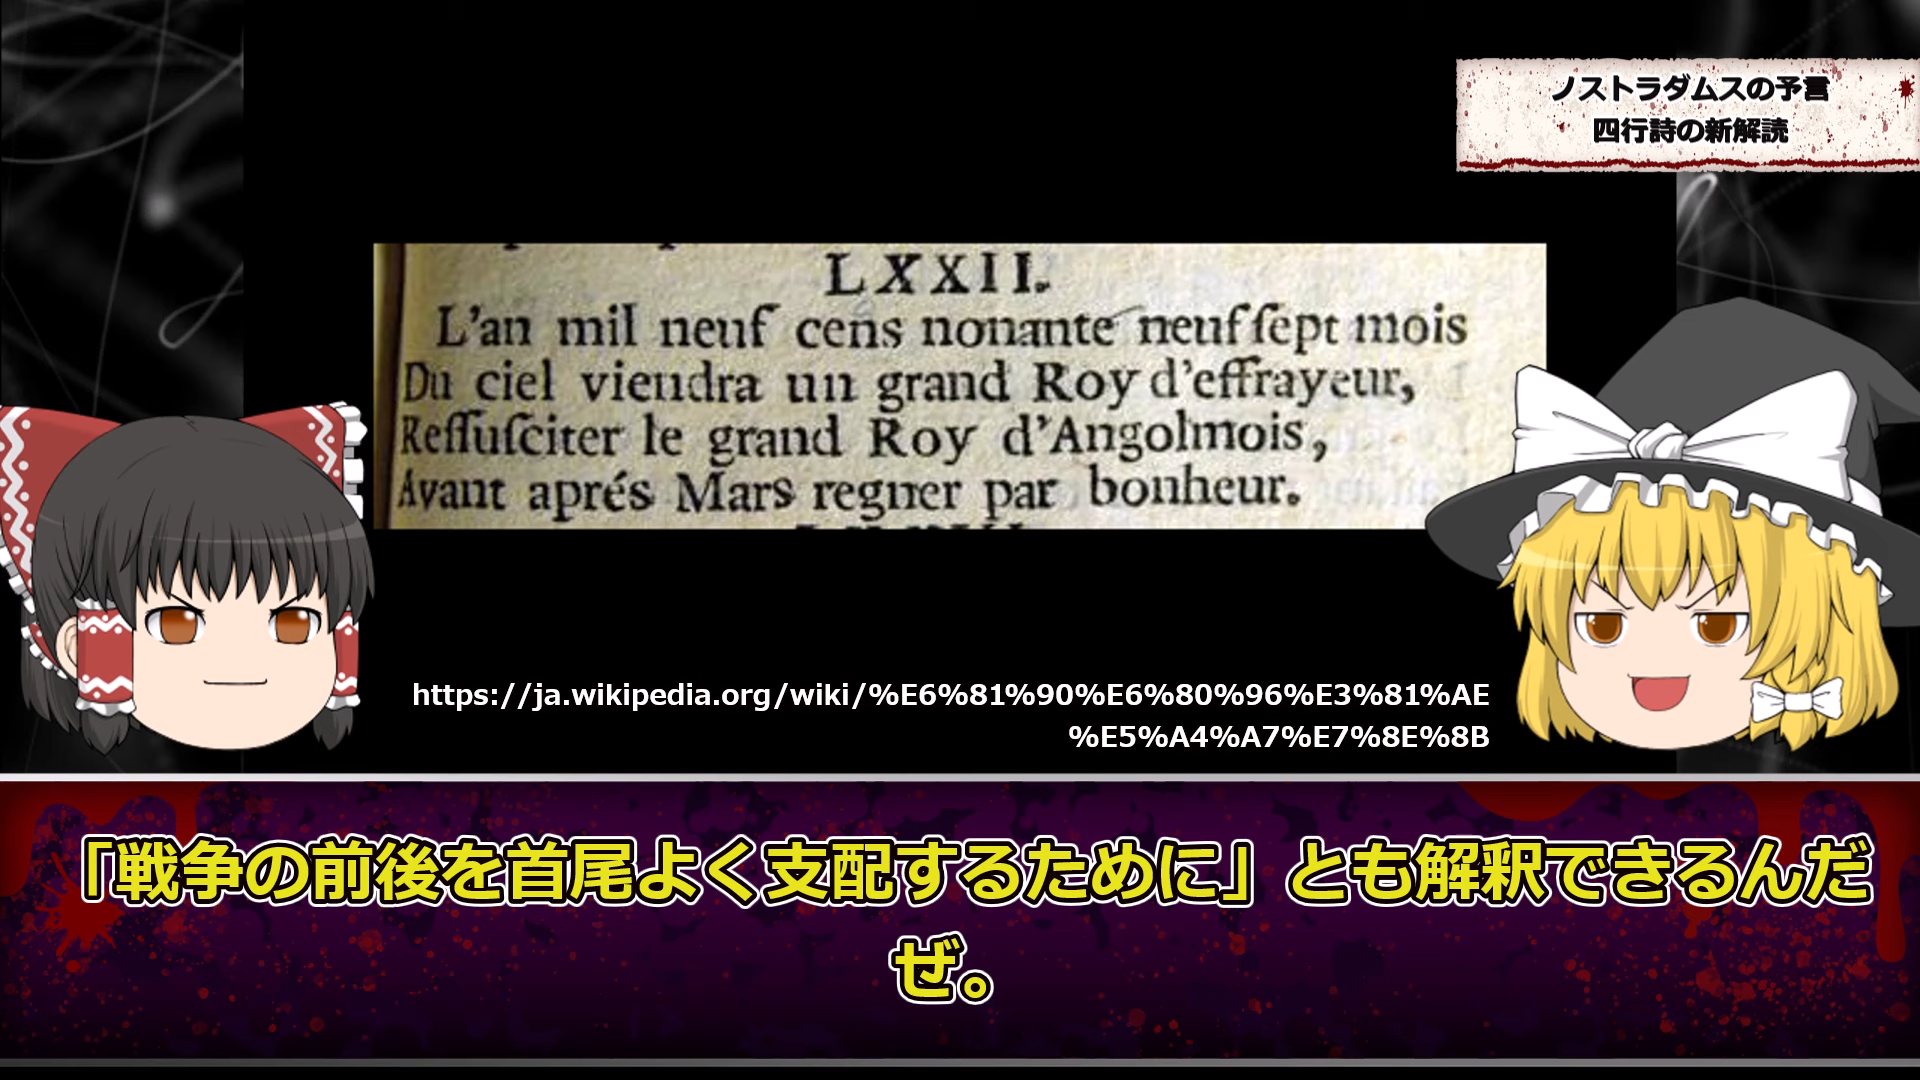 ノストラダムスの予言
四行詩の新解読
LXXII.
L'an mil neuf cens nonante neuf ſept mois
Du ciel viendra un grand Roy d'effrayeur,
Reſſuſciter le grand Roy d'Angolmois,
Avant aprés Mars regner par bonheur.
https://ja.wikipedia.org/wiki/%E6%81%90%E6%80%96%E3%81%AE
%E5%A4%A7%E7%8E%8B
「戦争の前後を首尾よく支配するために」とも解釈できるんだ
ぜ。